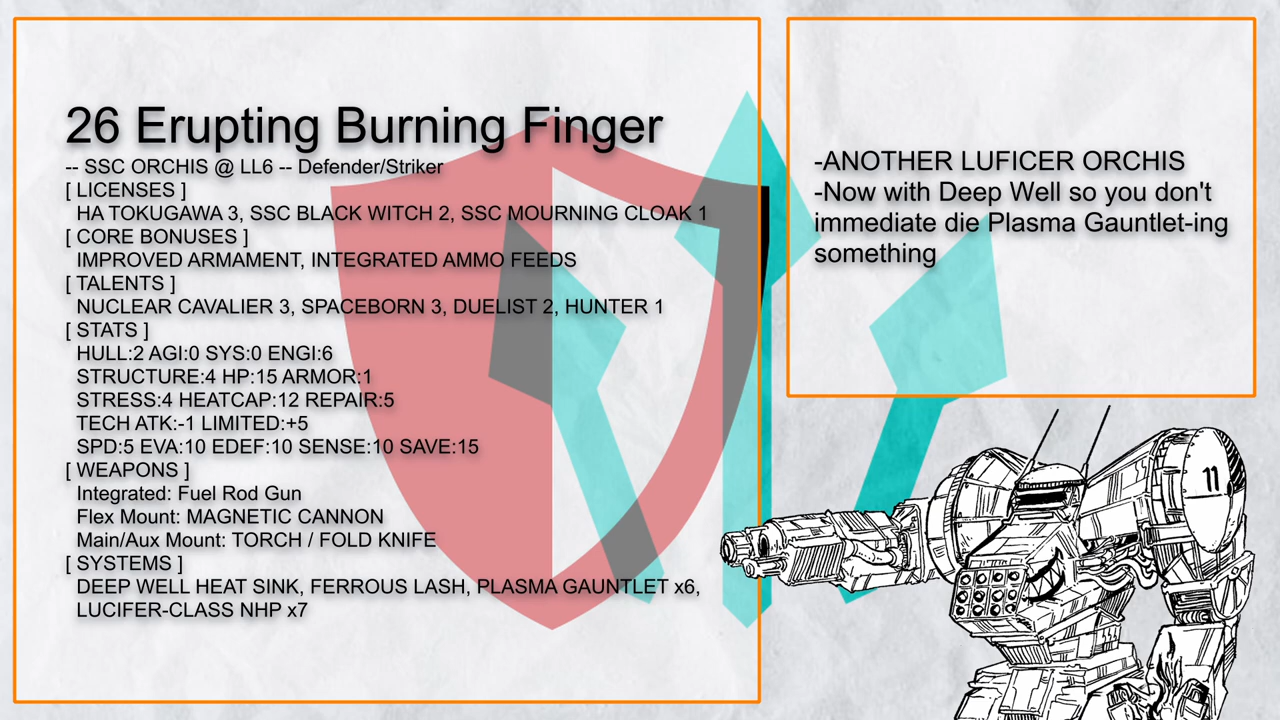 26 Erupting Burning Finger
-- SSC ORCHIS @ LL6 -- Defender/Striker
[ LICENSES ]
HA TOKUGAWA 3, SSC BLACK WITCH 2, SSC MOURNING CLOAK 1
[ CORE BONUSES ]
IMPROVED ARMAMENT, INTEGRATED AMMO FEEDS
[ TALENTS ]
NUCLEAR CAVALIER 3, SPACEBORN 3, DUELIST 2, HUNTER 1
[ STATS ]
HULL:2 AGI:0 SYS:0 ENGI:6
STRUCTURE:4 HP:15 ARMOR:1
STRESS:4 HEATCAP:12 REPAIR:5
TECH ATK:-1 LIMITED:+5
SPD:5 EVA:10 EDEF:10 SENSE:10 SAVE:15
[ WEAPONS ]
Integrated: Fuel Rod Gun
Flex Mount: MAGNETIC CANNON
Main/Aux Mount: TORCH / FOLD KNIFE
[ SYSTEMS ]
DEEP WELL HEAT SINK, FERROUS LASH, PLASMA GAUNTLET x6,
LUCIFER-CLASS NHP x7
-ANOTHER LUFICER ORCHIS
-Now with Deep Well so you don't
immediate die Plasma Gauntlet-ing
something
11